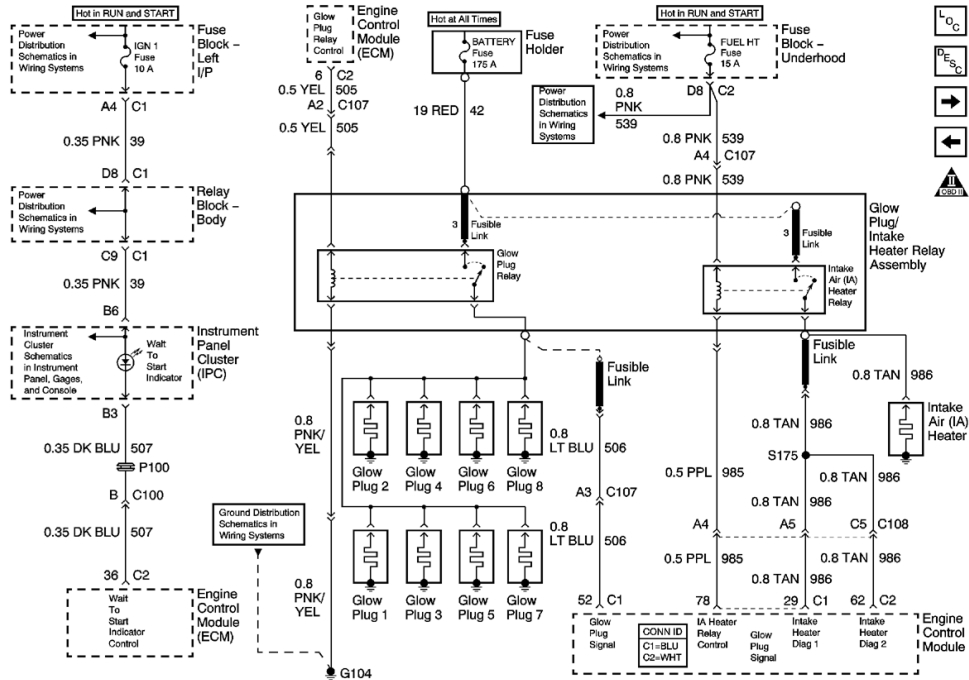 Hot in RUN and START
Power
Distribution
Schematics in
Wiring Systems
IGN 1
Fuse
10 A
Fuse
Block –
Left
I/P
A4
C1
0.35 PNK
39
D8
C1
Power
Distribution
Schematics in
Wiring Systems
Relay
Block –
Body
C9
C1
0.35 PNK
39
B6
Instrument
Cluster
Schematics
in Instrument
Panel, Gages,
and Console
Wait
To
Start
Indicator
Instrument
Panel
Cluster
(IPC)
B3
0.35 DK BLU
507
P100
B
C100
0.35 DK BLU
507
36
C2
Wait
To
Start
Indicator
Control
Engine
Control
Module
(ECM)
Glow
Plug
Relay
Control
Engine
Control
Module
(ECM)
6
C2
0.5 YEL
505
A2
C107
0.5 YEL
505
Hot at All Times
BATTERY
Fuse
175 A
Fuse
Holder
19 RED
42
Hot in RUN and START
Power
Distribution
Schematics in
Wiring Systems
FUEL HT
Fuse
15 A
Fuse
Block –
Underhood
D8
C2
Power
Distribution
Schematics
in Wiring
Systems
0.8
PNK
539
0.8 PNK
539
A4
C107
0.8 PNK
539
LOC
DESC
II
OBD II
3
Fusible
Link
3
Fusible
Link
Glow
Plug
Relay
Intake
Air (IA)
Heater
Relay
Glow
Plug/
Intake
Heater Relay
Assembly
0.8
PNK/
YEL
Glow
Plug 2
Glow
Plug 4
Glow
Plug 6
Glow
Plug 8
Glow
Plug 1
Glow
Plug 3
Glow
Plug 5
Glow
Plug 7
Ground Distribution
Schematics in
Wiring Systems
0.8
PNK/
YEL
G104
Fusible
Link
0.8
LT BLU
506
A3
C107
0.8
LT BLU
506
52
C1
Fusible
Link
0.8 TAN
986
0.8 TAN
986
Intake
Air (IA)
Heater
S175
0.5 PPL
985
0.8 TAN
986
0.8 TAN
986
A4
A5
C5
C108
0.5 PPL
985
0.8 TAN
986
0.8 TAN
986
78
29
C1
62
C2
Glow
Plug
Signal
CONN ID
C1=BLU
C2=WHT
IA Heater
Relay
Control
Glow
Plug
Signal
Intake
Heater
Diag 1
Intake
Heater
Diag 2
Engine
Control
Module